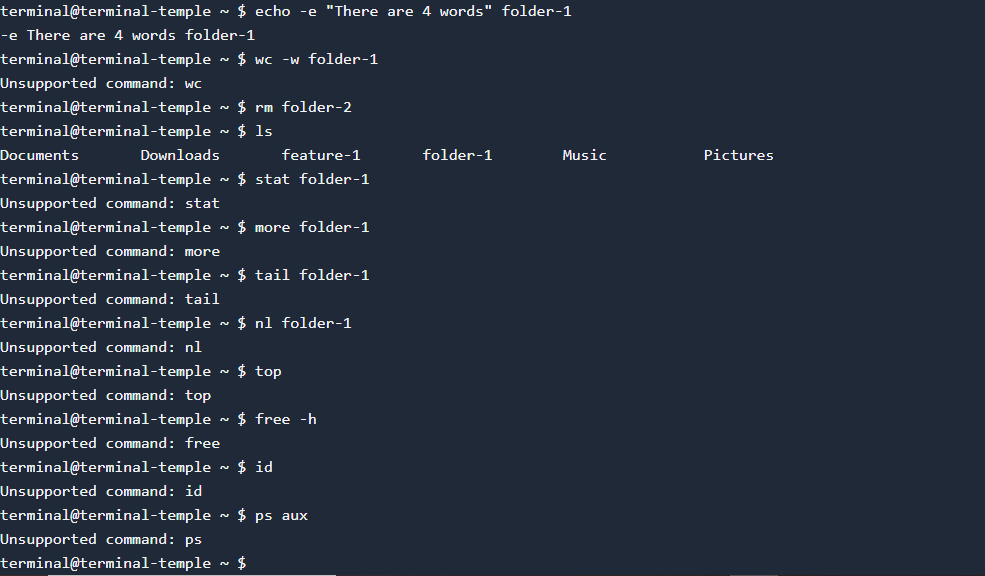 terminal@terminal-temple ~ $ echo -e "There are 4 words" folder-1
-e There are 4 words folder-1
terminal@terminal-temple ~ $ wc -w folder-1
Unsupported command: wc
terminal@terminal-temple ~ $ rm folder-2
terminal@terminal-temple ~ $ ls
Documents       Downloads       feature-1       folder-1        Music           Pictures
terminal@terminal-temple ~ $ stat folder-1
Unsupported command: stat
terminal@terminal-temple ~ $ more folder-1
Unsupported command: more
terminal@terminal-temple ~ $ tail folder-1
Unsupported command: tail
terminal@terminal-temple ~ $ nl folder-1
Unsupported command: nl
terminal@terminal-temple ~ $ top
Unsupported command: top
terminal@terminal-temple ~ $ free -h
Unsupported command: free
terminal@terminal-temple ~ $ id
Unsupported command: id
terminal@terminal-temple ~ $ ps aux
Unsupported command: ps
terminal@terminal-temple ~ $